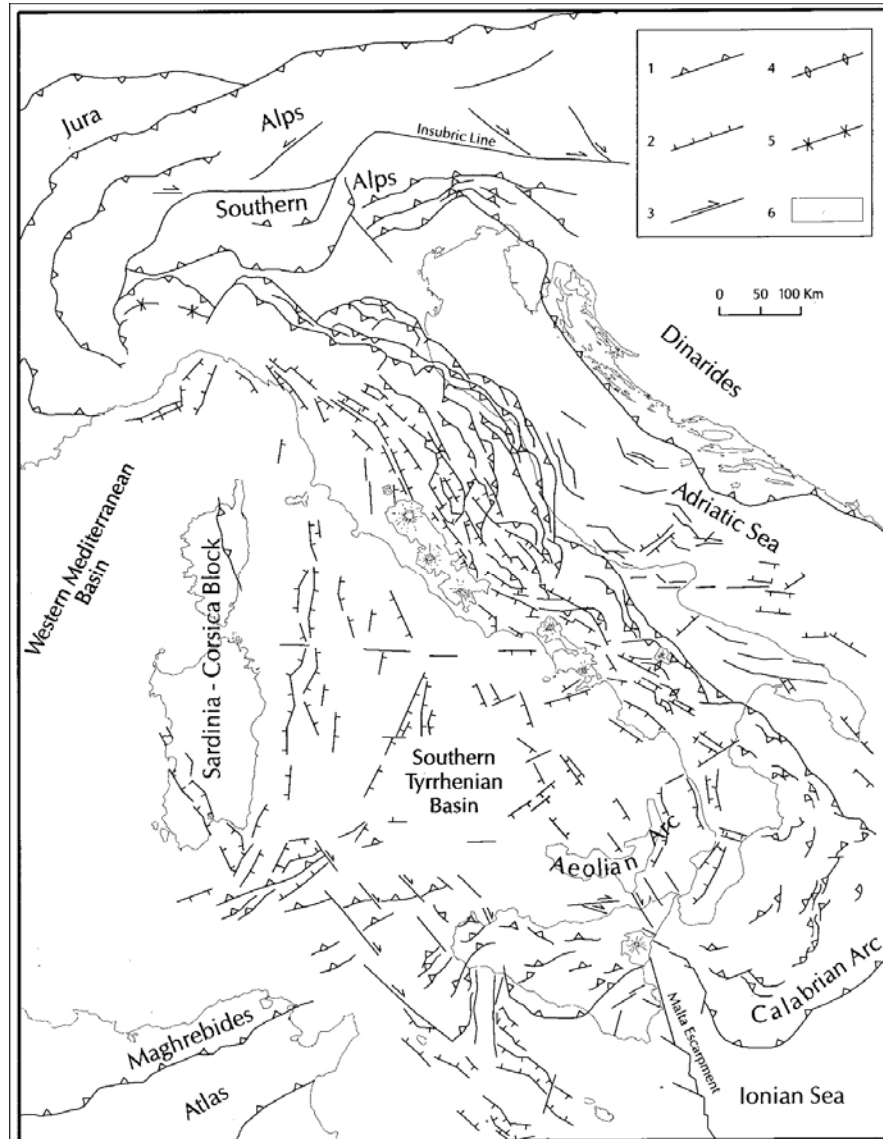 1
4
2
5
3
6
0 50 100 Km
Jura
Alps
Insubric Line
Alps
Southern
Dinarides
Adriatic Sea
Western Mediterranean
Basin
Sardinia - Corsica Block
Southern
Tyrrhenian
Basin
Aeolian Arc
Calabrian Arc
Malta Escarpment
Maghrebides
Atlas
Ionian Sea